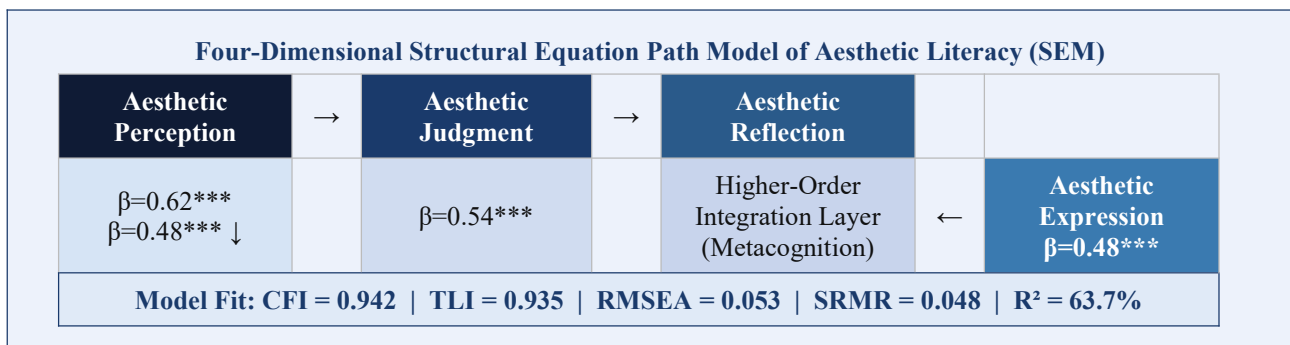 Four-Dimensional Structural Equation Path Model of Aesthetic Literacy (SEM)
Aesthetic
Perception
→
Aesthetic
Judgment
→
Aesthetic
Reflection
β=0.62***
β=0.48*** ↓
β=0.54***
Higher-Order
Integration Layer
(Metacognition)
←
Aesthetic
Expression
β=0.48***
Model Fit: CFI = 0.942 | TLI = 0.935 | RMSEA = 0.053 | SRMR = 0.048 | R² = 63.7%